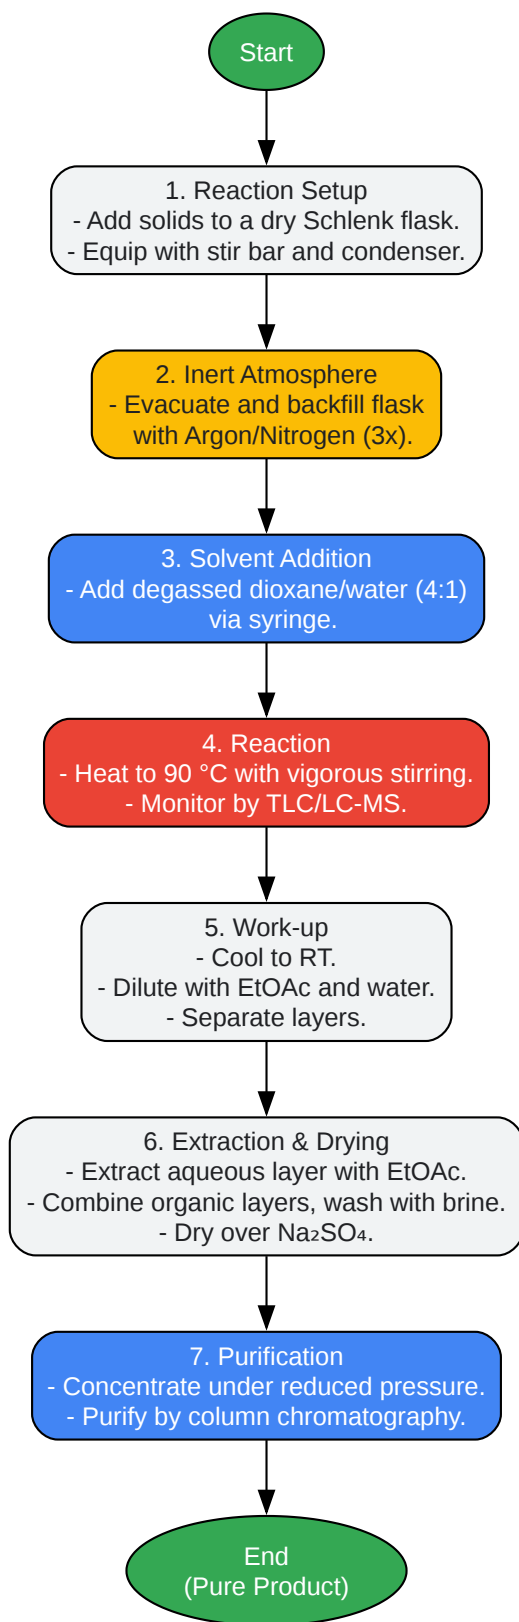 Start
1. Reaction Setup
- Add solids to a dry Schlenk flask.
- Equip with stir bar and condenser.
2. Inert Atmosphere
- Evacuate and backfill flask
with Argon/Nitrogen (3x).
3. Solvent Addition
- Add degassed dioxane/water (4:1)
via syringe.
4. Reaction
- Heat to 90 °C with vigorous stirring.
- Monitor by TLC/LC-MS.
5. Work-up
- Cool to RT.
- Dilute with EtOAc and water.
- Separate layers.
6. Extraction & Drying
- Extract aqueous layer with EtOAc.
- Combine organic layers, wash with brine.
- Dry over Na₂SO₄.
7. Purification
- Concentrate under reduced pressure.
- Purify by column chromatography.
End
(Pure Product)